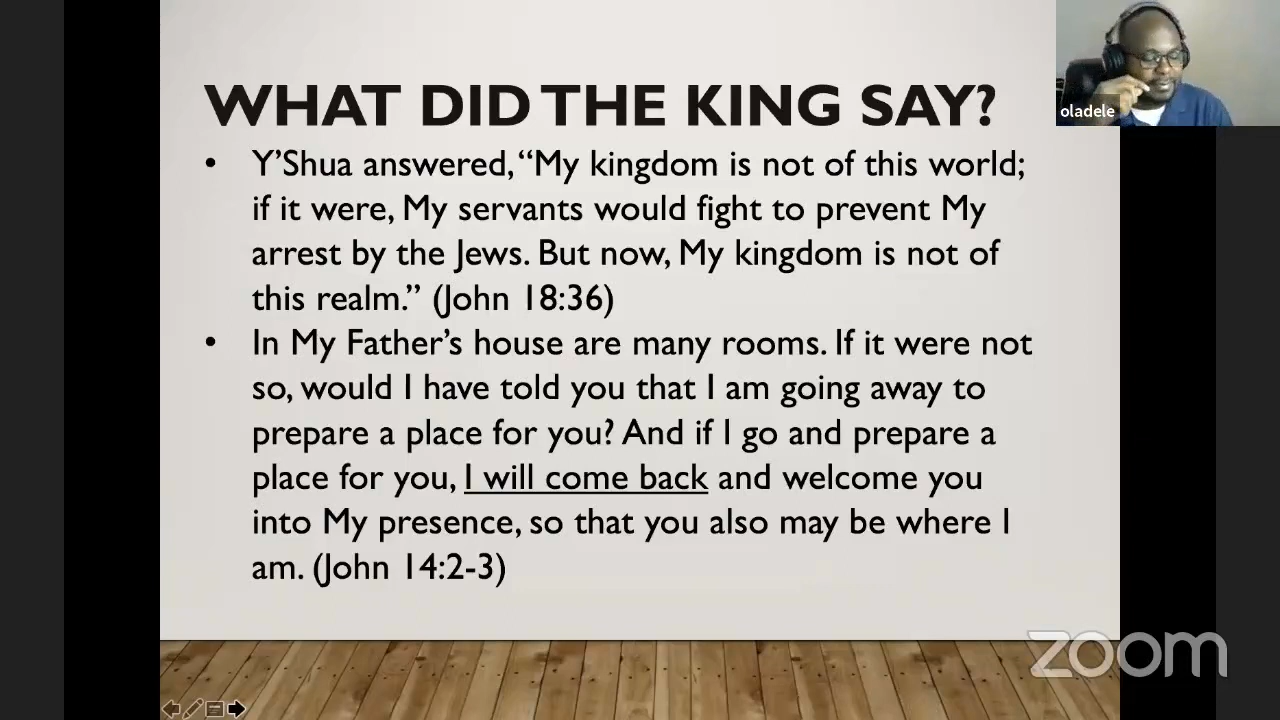 WHAT DID THE KING SAY?
oladele
• Y’Shua answered, “My kingdom is not of this world;
if it were, My servants would fight to prevent My
arrest by the Jews. But now, My kingdom is not of
this realm.” (John 18:36)
• In My Father’s house are many rooms. If it were not
so, would I have told you that I am going away to
prepare a place for you? And if I go and prepare a
place for you, I will come back and welcome you
into My presence, so that you also may be where I
am. (John 14:2-3)
zoom